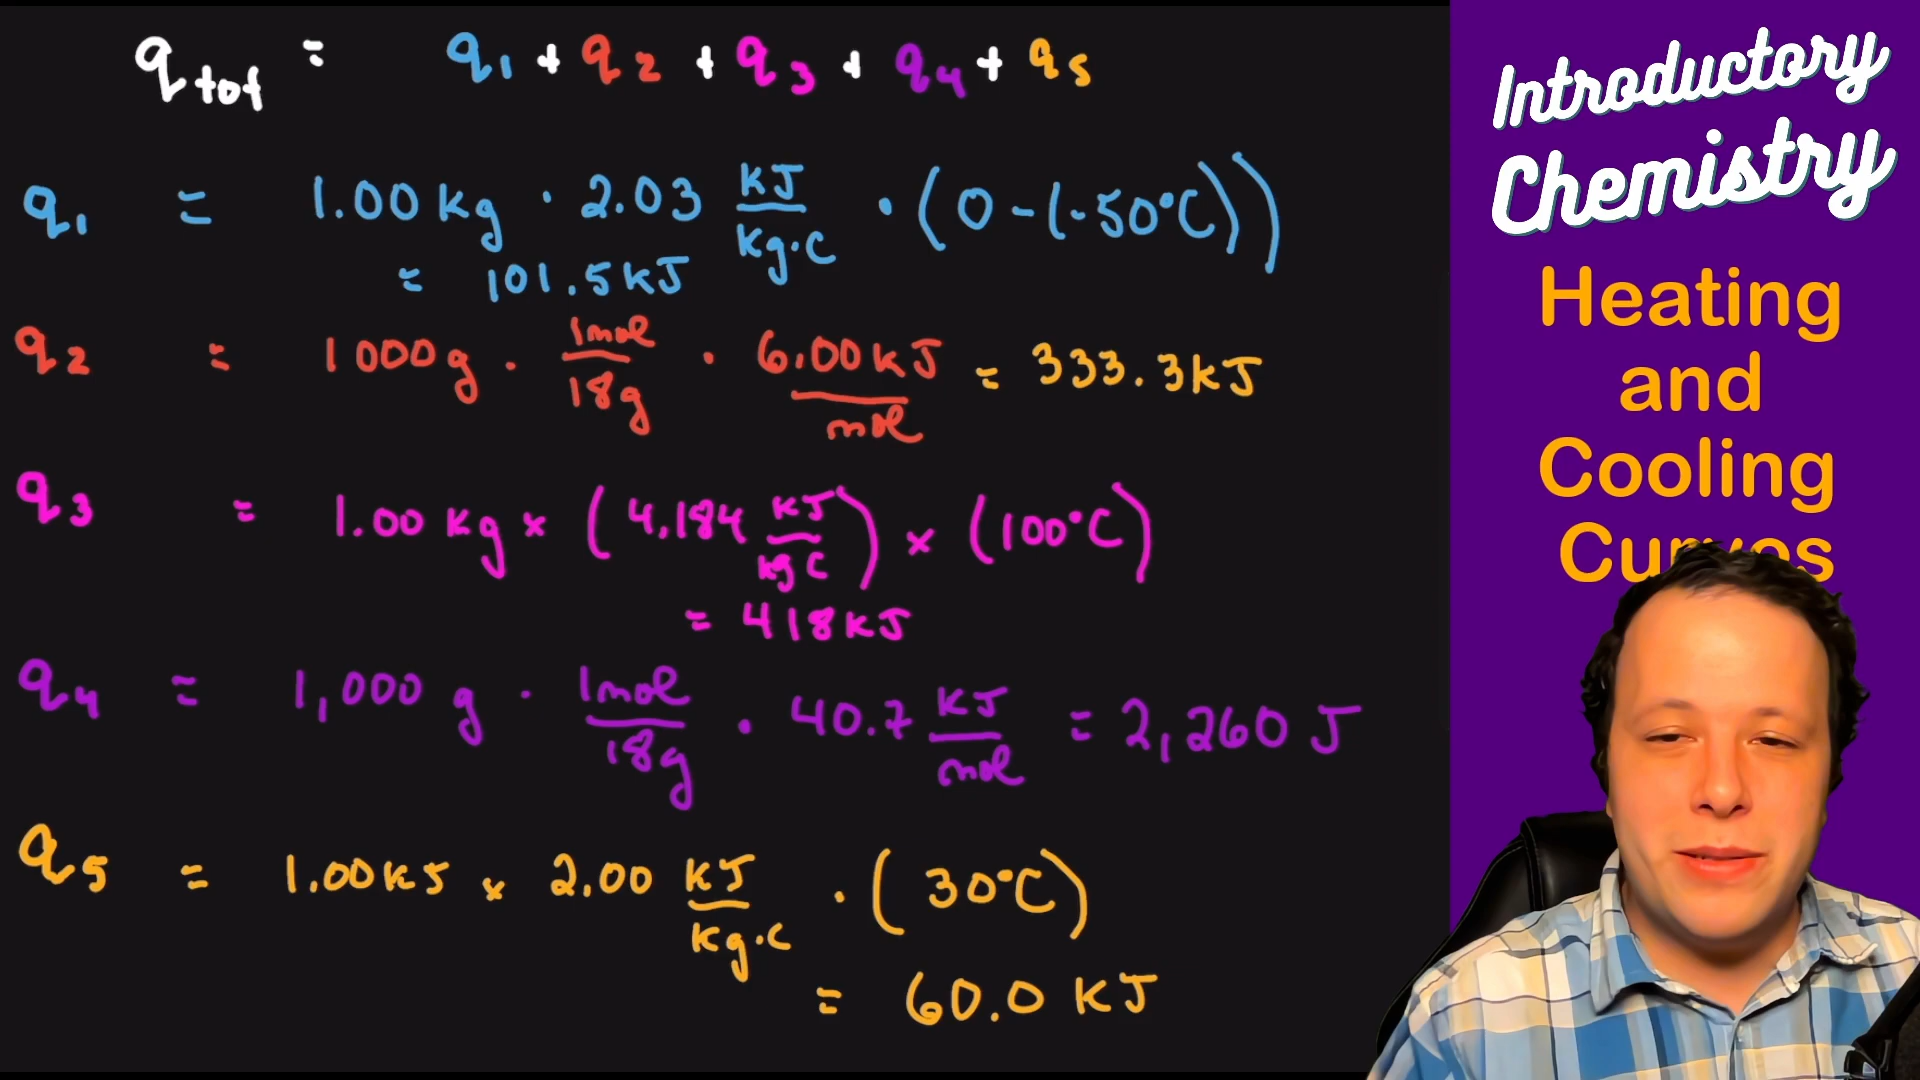 q₁ + q₂ + q₃ + q₄ + q₅ = qtot
q₁ = 1.00 kg · 2.03 kJ/kg·C · (0 - (-50°C))
= 101.5 kJ
q₂ = 1000 g · 1 mol/18 g · 6.00 kJ/mol = 333.3 kJ
q₃ = 1.00 kg × (4.184 kJ/kg C) × (100°C)
= 418 kJ
q₄ = 1,000 g · 1 mol/18 g · 40.7 kJ/mol = 2,260 J
q₅ = 1.00 KJ × 2.00 kJ/kg·C · (30°C)
= 60.0 KJ
Introductory
Chemistry
Heating
and
Cooling
Curves